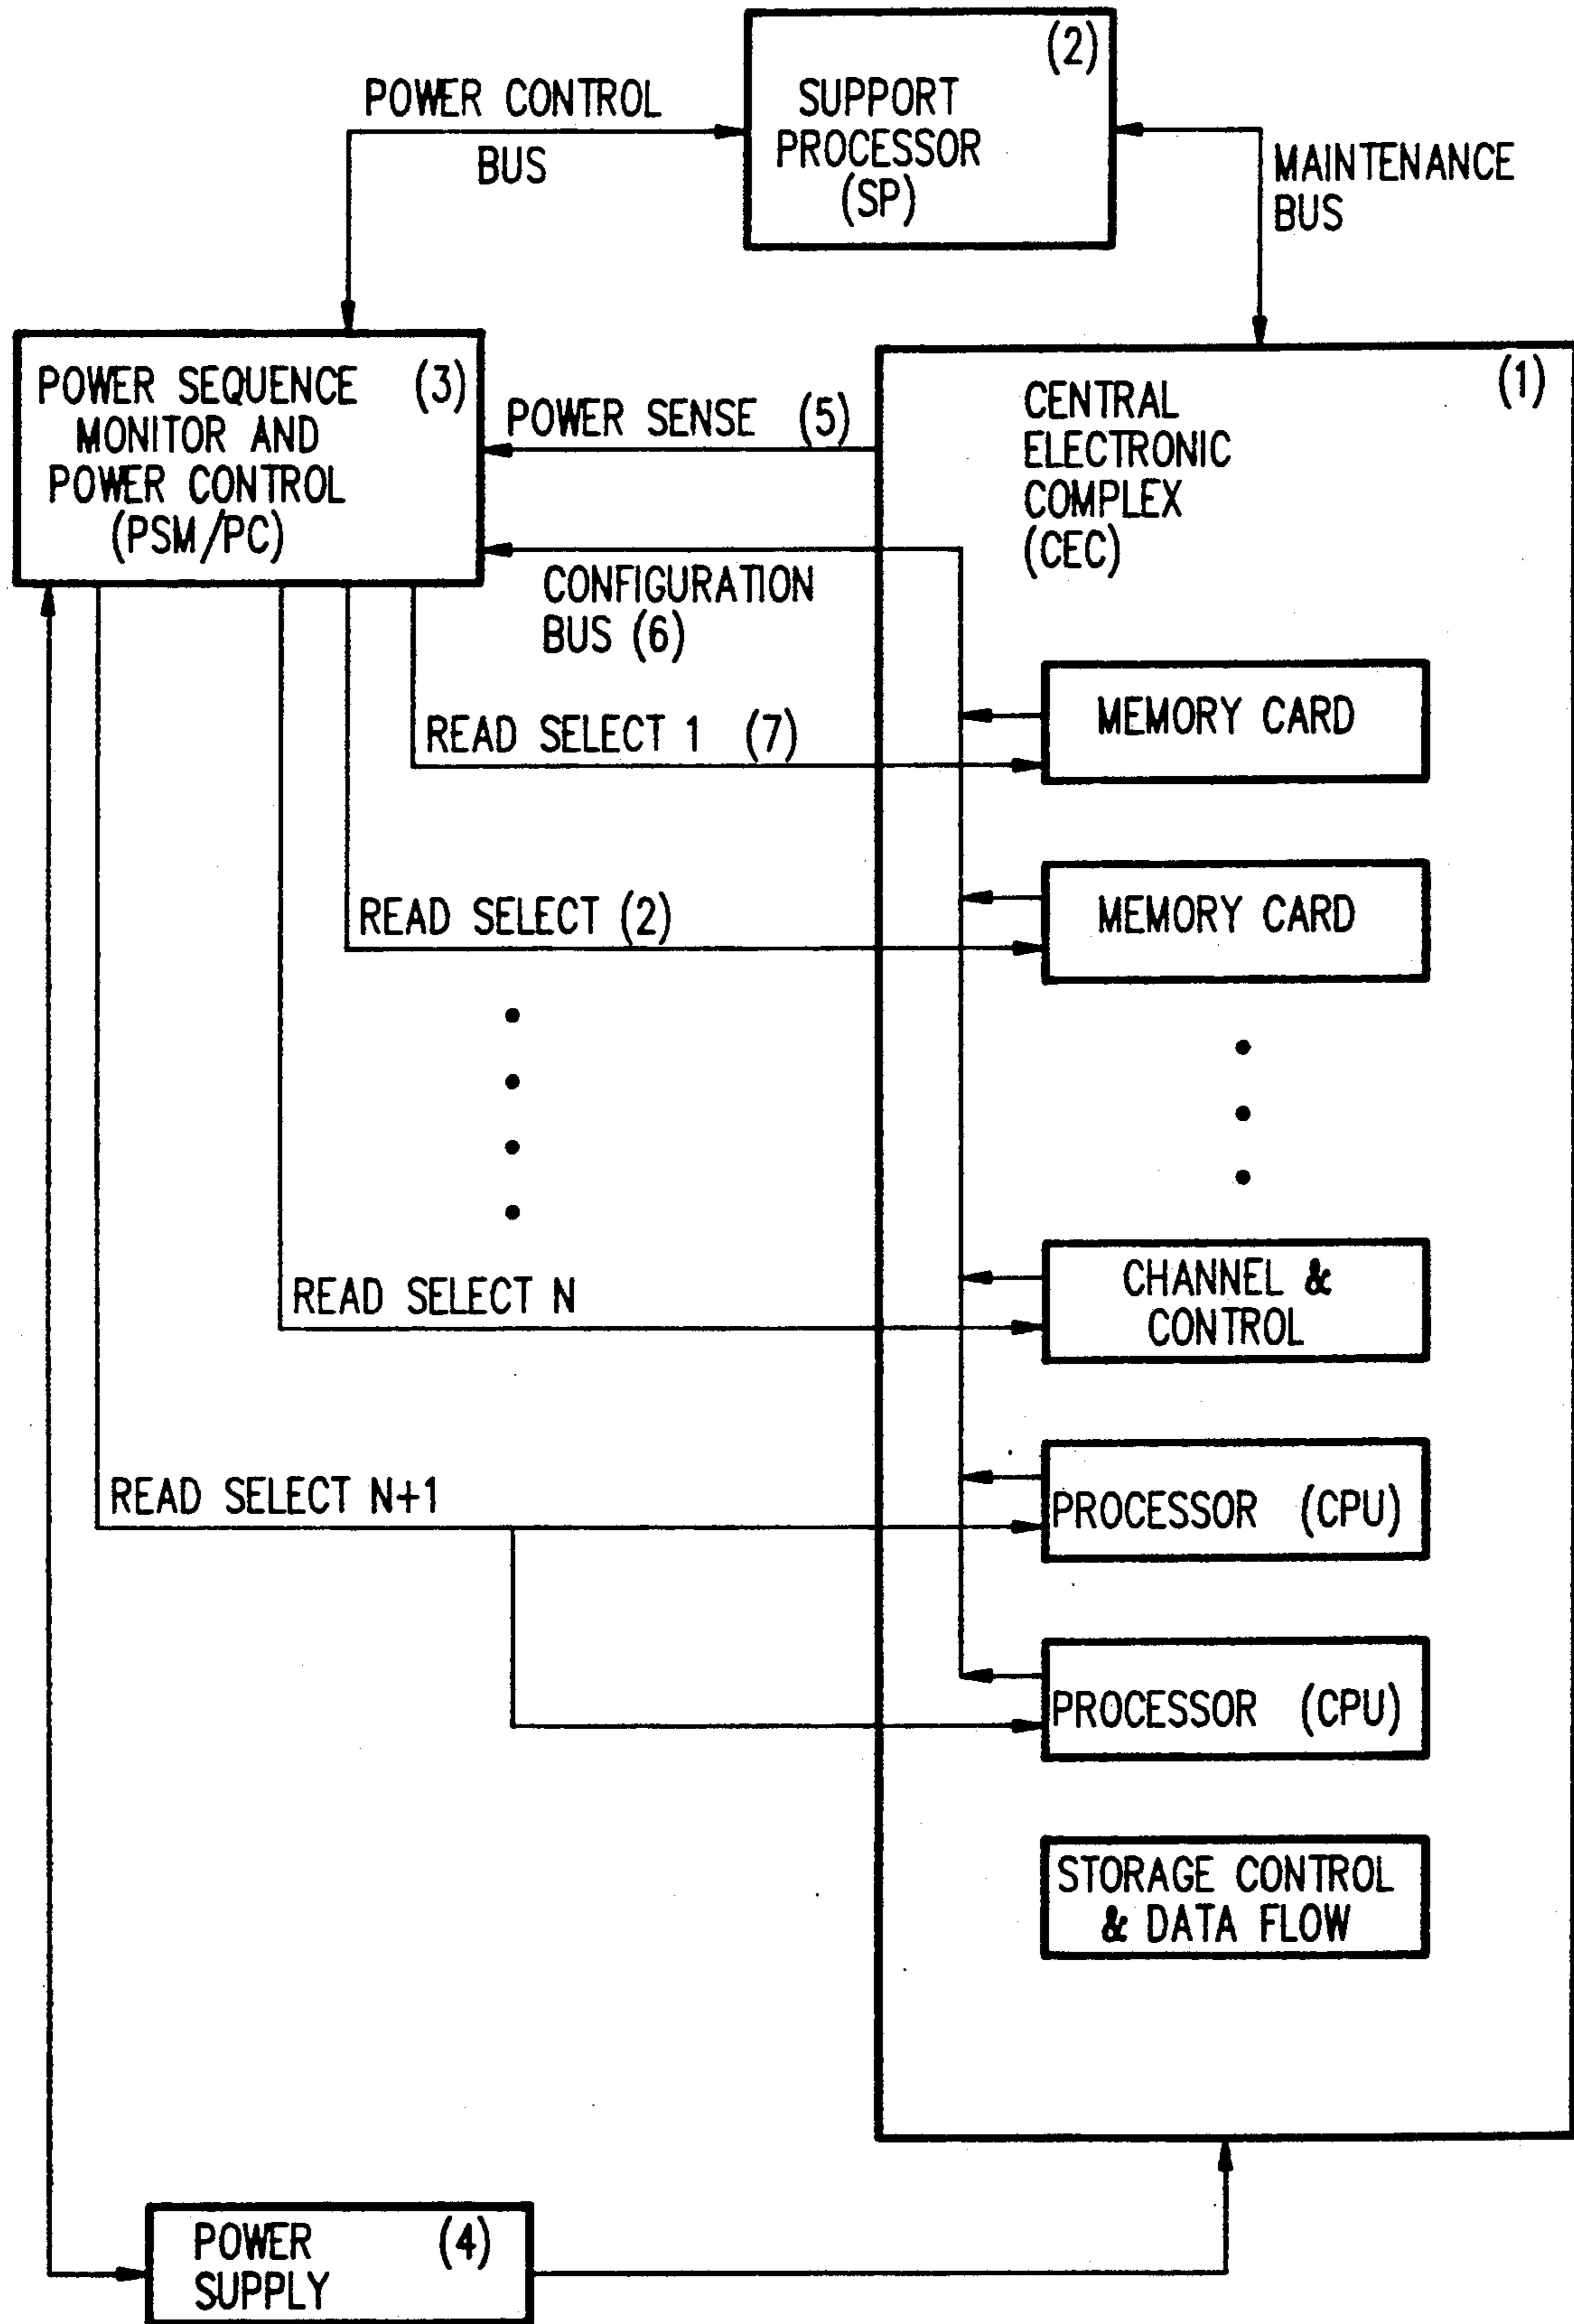 (2)
SUPPORT
PROCESSOR
(SP)
POWER CONTROL
BUS
MAINTENANCE
BUS
POWER SEQUENCE (3)
MONITOR AND
POWER CONTROL
(PSM/PC)
POWER SENSE (5)
CONFIGURATION
BUS (6)
(1)
CENTRAL
ELECTRONIC
COMPLEX
(CEC)
READ SELECT 1 (7)
MEMORY CARD
READ SELECT (2)
MEMORY CARD
READ SELECT N
CHANNEL &
CONTROL
READ SELECT N+1
PROCESSOR (CPU)
PROCESSOR (CPU)
STORAGE CONTROL
& DATA FLOW
POWER (4)
SUPPLY